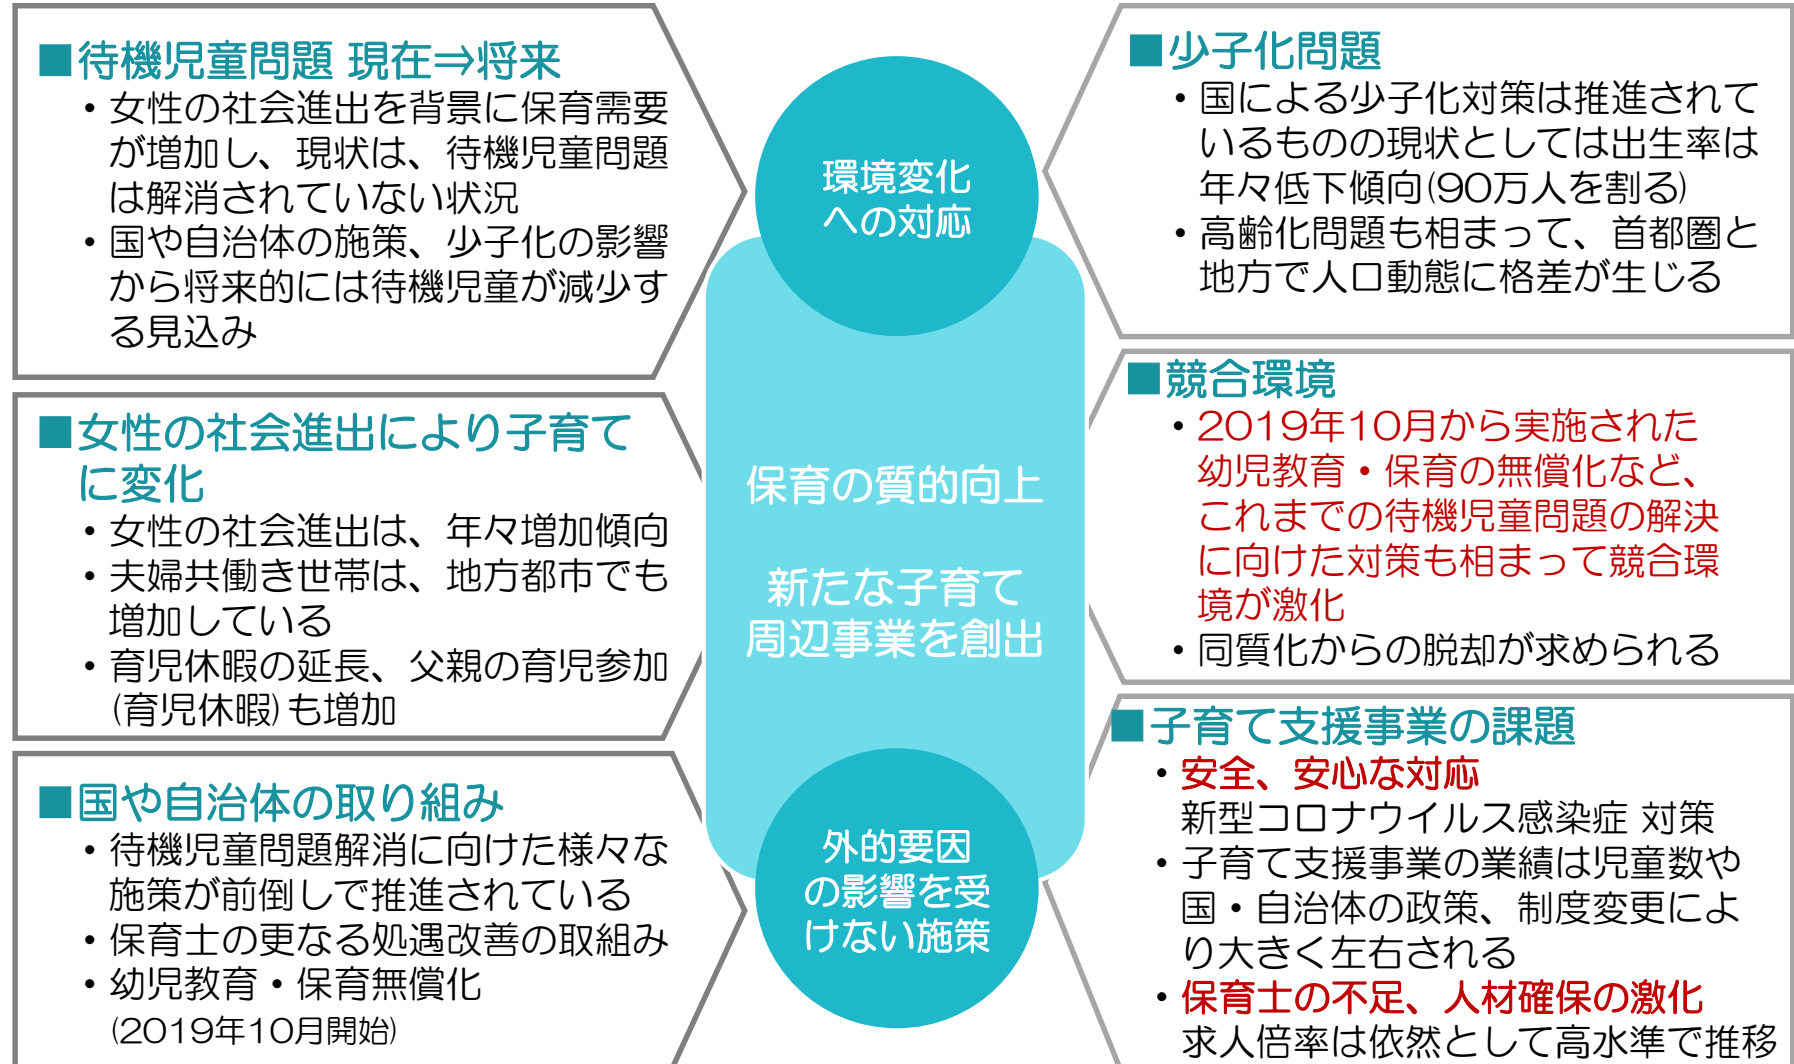 ■待機児童問題 現在⇒将来
・女性の社会進出を背景に保育需要
が増加し、現状は、待機児童問題
は解消されていない状況
・国や自治体の施策、少子化の影響
から将来的には待機児童が減少す
る見込み
■女性の社会進出により子育て
に変化
・女性の社会進出は、年々増加傾向
・夫婦共働き世帯は、地方都市でも
増加している
・育児休暇の延長、父親の育児参加
(育児休暇)も増加
■国や自治体の取り組み
・待機児童問題解消に向けた様々な
施策が前倒しで推進されている
・保育士の更なる処遇改善の取組み
・幼児教育・保育無償化
(2019年10月開始)
環境変化
への対応
保育の質的向上
新たな子育て
周辺事業を創出
外的要因
の影響を受
けない施策
■少子化問題
・国による少子化対策は推進されて
いるものの現状としては出生率は
年々低下傾向(90万人を割る)
・高齢化問題も相まって、首都圏と
地方で人口動態に格差が生じる
■競合環境
・2019年10月から実施された
幼児教育・保育の無償化など、
これまでの待機児童問題の解決
に向けた対策も相まって競合環
境が激化
・同質化からの脱却が求められる
■子育て支援事業の課題
・安全、安心な対応
新型コロナウイルス感染症 対策
・子育て支援事業の業績は児童数や
国・自治体の政策、制度変更によ
り大きく左右される
・保育士の不足、人材確保の激化
求人倍率は依然として高水準で推移